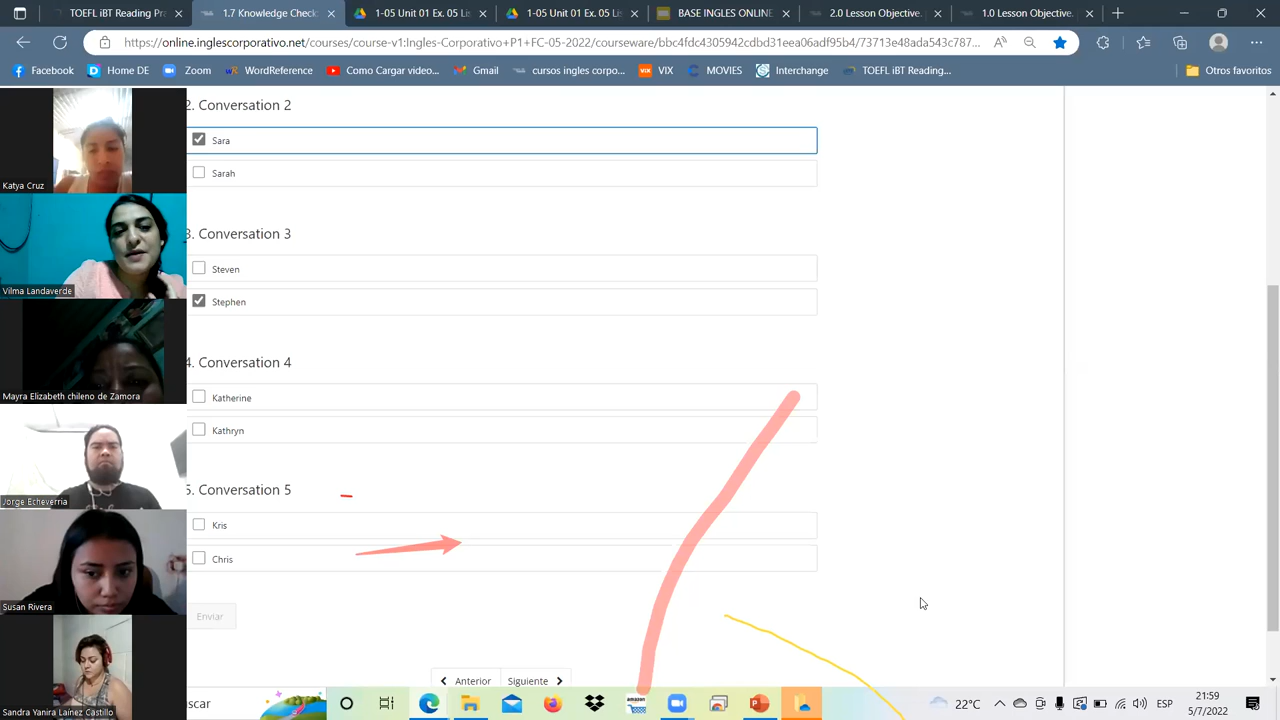 TOEFL iBT Pr
1.7 Knowledge Check
1-05 Unit 01 Ex. 05 Lis
1-05 Unit 01 Ex. 05 Lis
BASE INGLES ONLINE
2.0 Lesson Objective.
1.0 Lesson Objective.
https://online.inglescorporativo.net/courses/course-v1:Ingles-Corporativo+P1+FC-05-2022/courseware/bbc4fdc4305942cdbd31eea06adf95b4/73713e48ada543c787...
Facebook
Home DE
Zoom
WordReference
Como Cargar video...
Gmail
cursos ingles corpo...
VIX
MOVIES
Interchange
TOEFL iBT Reading...
Otros favoritos
2. Conversation 2
Sara
Sarah
3. Conversation 3
Steven
Stephen
4. Conversation 4
Katherine
Kathryn
5. Conversation 5
Kris
Chris
Enviar
Anterior
Siguiente
Katya Cruz
Vilma Landaverde
Mayra Elizabeth chileno de Zamora
Jorge Echeverria
Susan Rivera
Sandra Yanira Laínez Castillo
scar
amazon
22°C
ESP
21:59
5/7/2022